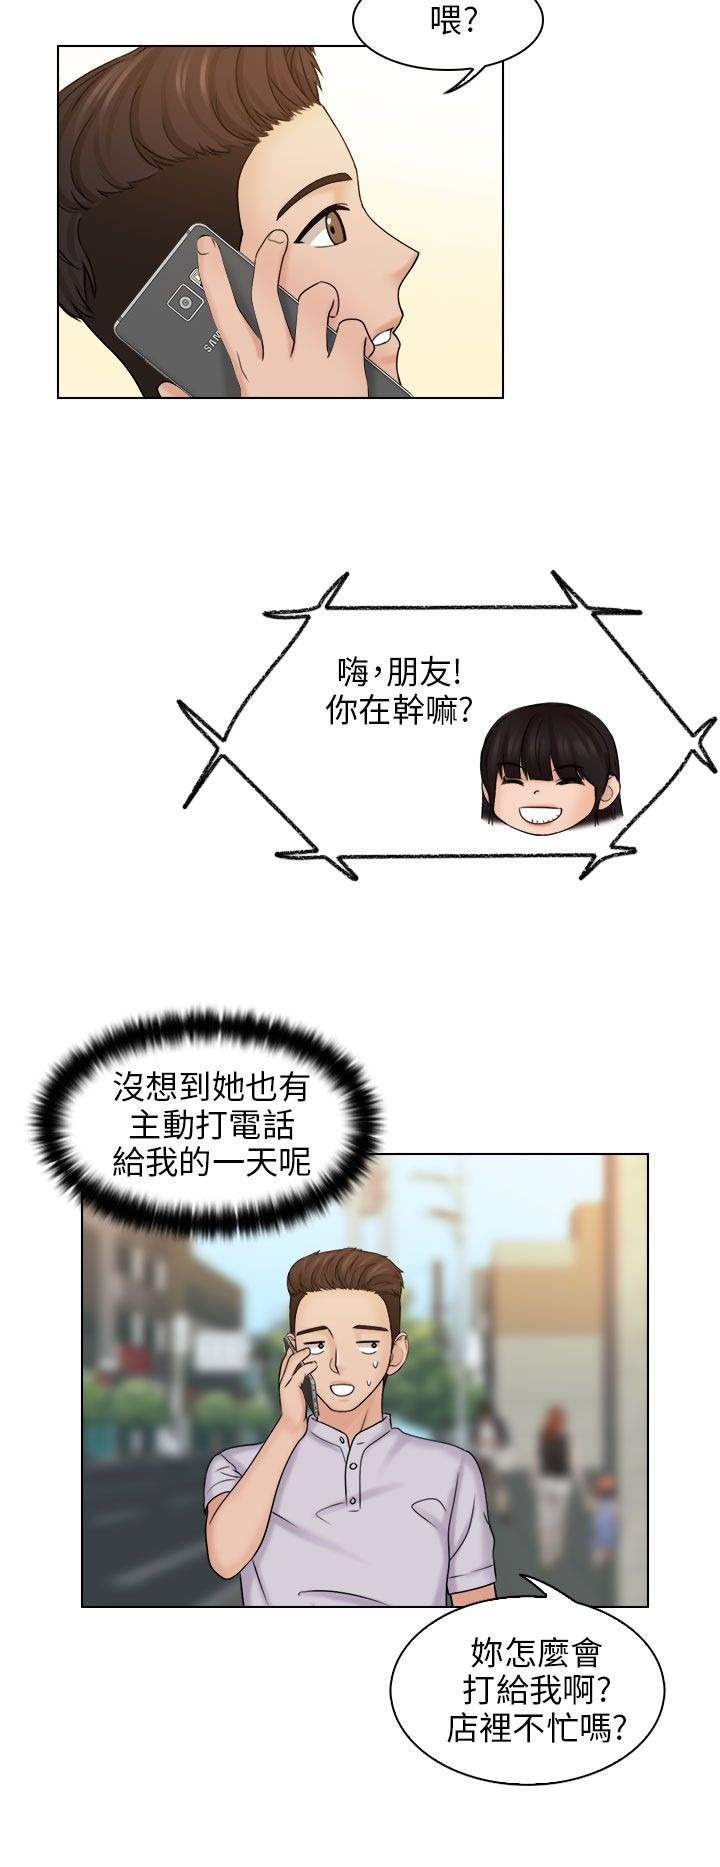 喂?
SAM
嗨,朋友!
你在幹嘛?
沒想到她也有
主動打電話
給我的一天呢
妳怎麼會
打給我啊?
店裡不忙嗎?